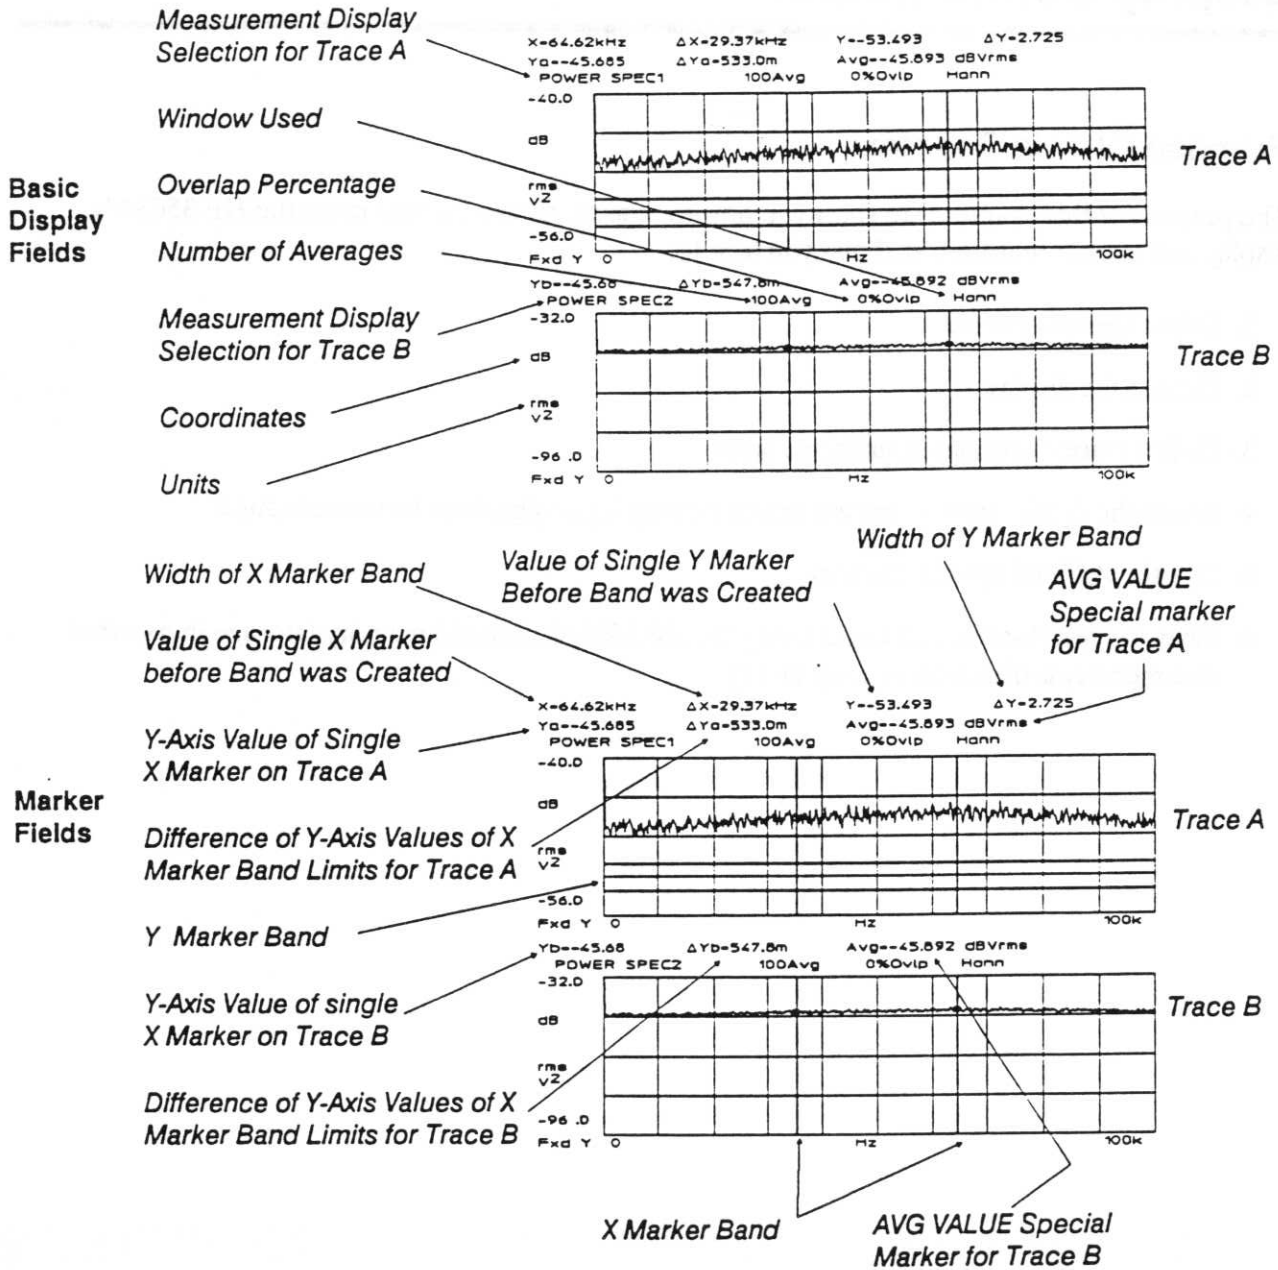 Measurement Display
Selection for Trace A
X=64.62kHz ΔX=29.37kHz Y=-53.493 ΔY=2.725
Ya=-45.685 ΔYa=533.0m Avg=-45.893 dBVrms
POWER SPEC1 100Avg 0%Ovlp Hann
-40.0
Window Used
dB
Trace A
Basic
Display
Fields
Overlap Percentage
rms
V2
Number of Averages
-56.0
Fxd Y 0 Hz 100k
Yb=-45.68 ΔYb=547.8m Avg=-45.892 dBVrms
POWER SPEC2 100Avg 0%Ovlp Hann
-32.0
Measurement Display
Selection for Trace B
dB
Trace B
Coordinates
rms
V2
Units
-96.0
Fxd Y 0 Hz 100k
Width of X Marker Band
Value of Single Y Marker
Before Band was Created
Width of Y Marker Band
AVG VALUE
Special marker
for Trace A
Value of Single X Marker
before Band was Created
X=64.62kHz ΔX=29.37kHz Y=-53.493 ΔY=2.725
Ya=-45.685 ΔYa=533.0m Avg=-45.893 dBVrms
POWER SPEC1 100Avg 0%Ovlp Hann
Y-Axis Value of Single
X Marker on Trace A
-40.0
Marker
Fields
dB
Trace A
Difference of Y-Axis Values of X
Marker Band Limits for Trace A
rms
V2
-56.0
Y Marker Band
Fxd Y 0 Hz 100k
Yb=-45.68 ΔYb=547.8m Avg=-45.892 dBVrms
POWER SPEC2 100Avg 0%Ovlp Hann
-32.0
Y-Axis Value of single
X Marker on Trace B
dB
Trace B
rms
V2
Difference of Y-Axis Values of X
Marker Band Limits for Trace B
-96.0
Fxd Y 0 Hz 100k
X Marker Band
AVG VALUE Special
Marker for Trace B